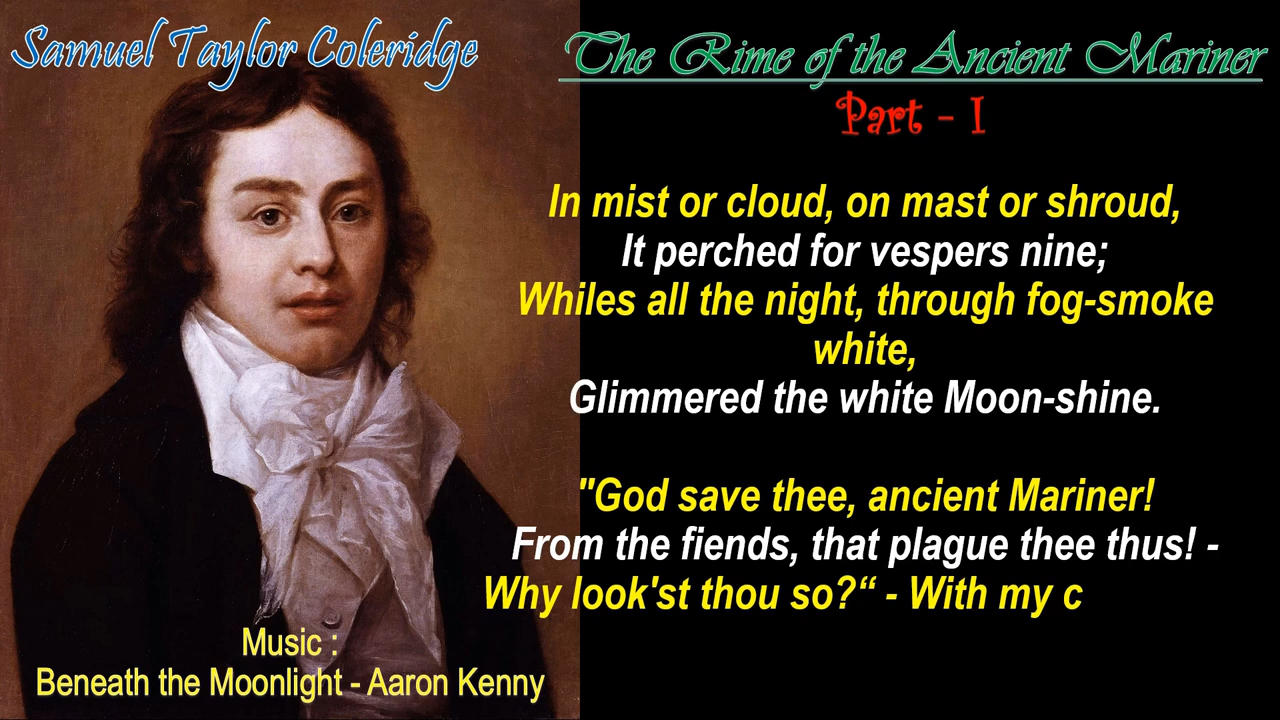 Samuel Taylor Coleridge
The Rime of the Ancient Mariner
Part - I
In mist or cloud, on mast or shroud,
It perched for vespers nine;
Whiles all the night, through fog-smoke
white,
Glimmered the white Moon-shine.
"God save thee, ancient Mariner!
From the fiends, that plague thee thus! -
Why look'st thou so?“ - With my c
Music :
Beneath the Moonlight - Aaron Kenny